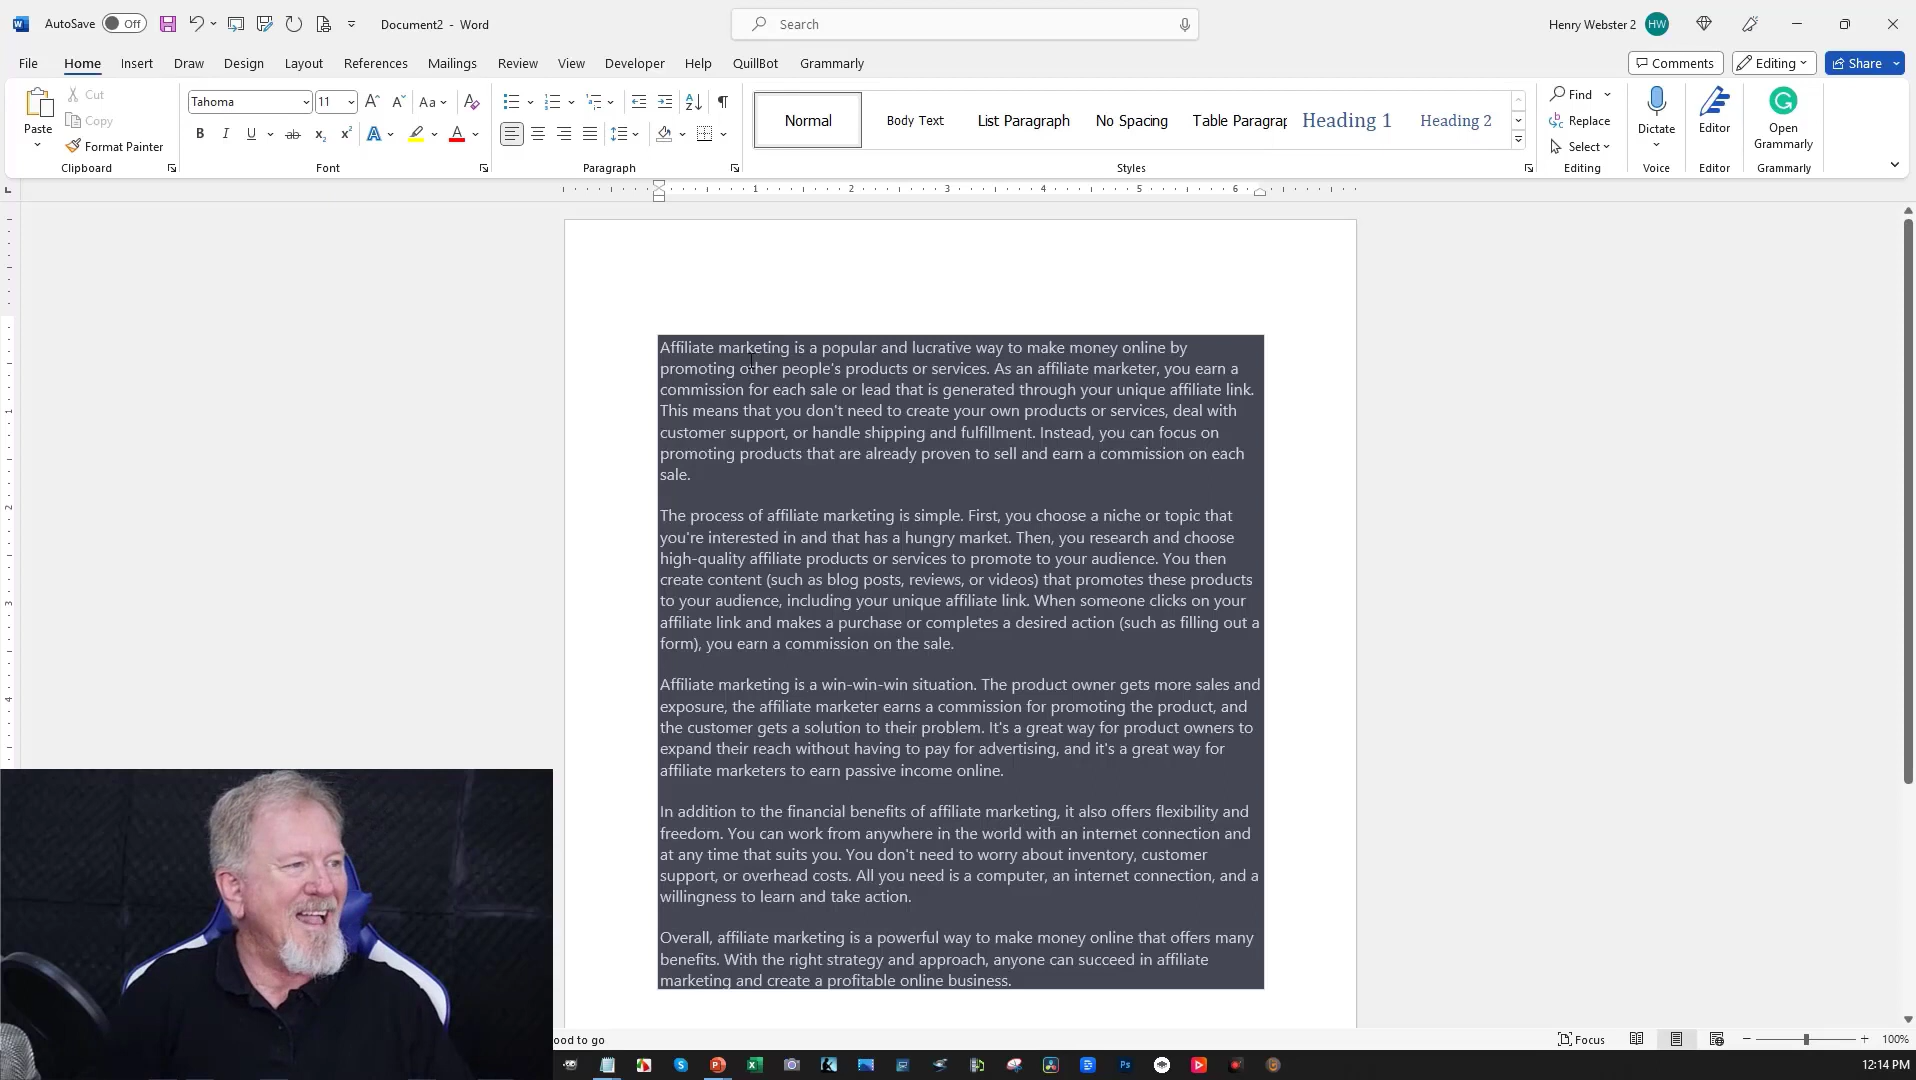 AutoSave Off Document2 - Word Search Henry Webster 2 HW
File Home Insert Draw Design Layout References Mailings Review View Developer Help QuillBot Grammarly Comments Editing Share
Paste Cut Copy Format Painter
Clipboard
Tahoma 11
Font
Paragraph
Normal Body Text List Paragraph No Spacing Table Paragrap Heading 1 Heading 2
Styles
Find Replace Select
Editing
Dictate
Voice
Editor
Editor
Open Grammarly
Grammarly
1 2 3 4 5 6
Affiliate marketing is a popular and lucrative way to make money online by
promoting other people's products or services. As an affiliate marketer, you earn a
commission for each sale or lead that is generated through your unique affiliate link.
This means that you don't need to create your own products or services, deal with
customer support, or handle shipping and fulfillment. Instead, you can focus on
promoting products that are already proven to sell and earn a commission on each
sale.
The process of affiliate marketing is simple. First, you choose a niche or topic that
you're interested in and that has a hungry market. Then, you research and choose
high-quality affiliate products or services to promote to your audience. You then
create content (such as blog posts, reviews, or videos) that promotes these products
to your audience, including your unique affiliate link. When someone clicks on your
affiliate link and makes a purchase or completes a desired action (such as filling out a
form), you earn a commission on the sale.
Affiliate marketing is a win-win-win situation. The product owner gets more sales and
exposure, the affiliate marketer earns a commission for promoting the product, and
the customer gets a solution to their problem. It's a great way for product owners to
expand their reach without having to pay for advertising, and it's a great way for
affiliate marketers to earn passive income online.
In addition to the financial benefits of affiliate marketing, it also offers flexibility and
freedom. You can work from anywhere in the world with an internet connection and
at any time that suits you. You don't need to worry about inventory, customer
support, or overhead costs. All you need is a computer, an internet connection, and a
willingness to learn and take action.
Overall, affiliate marketing is a powerful way to make money online that offers many
benefits. With the right strategy and approach, anyone can succeed in affiliate
marketing and create a profitable online business.
ood to go Focus 100%
12:14 PM